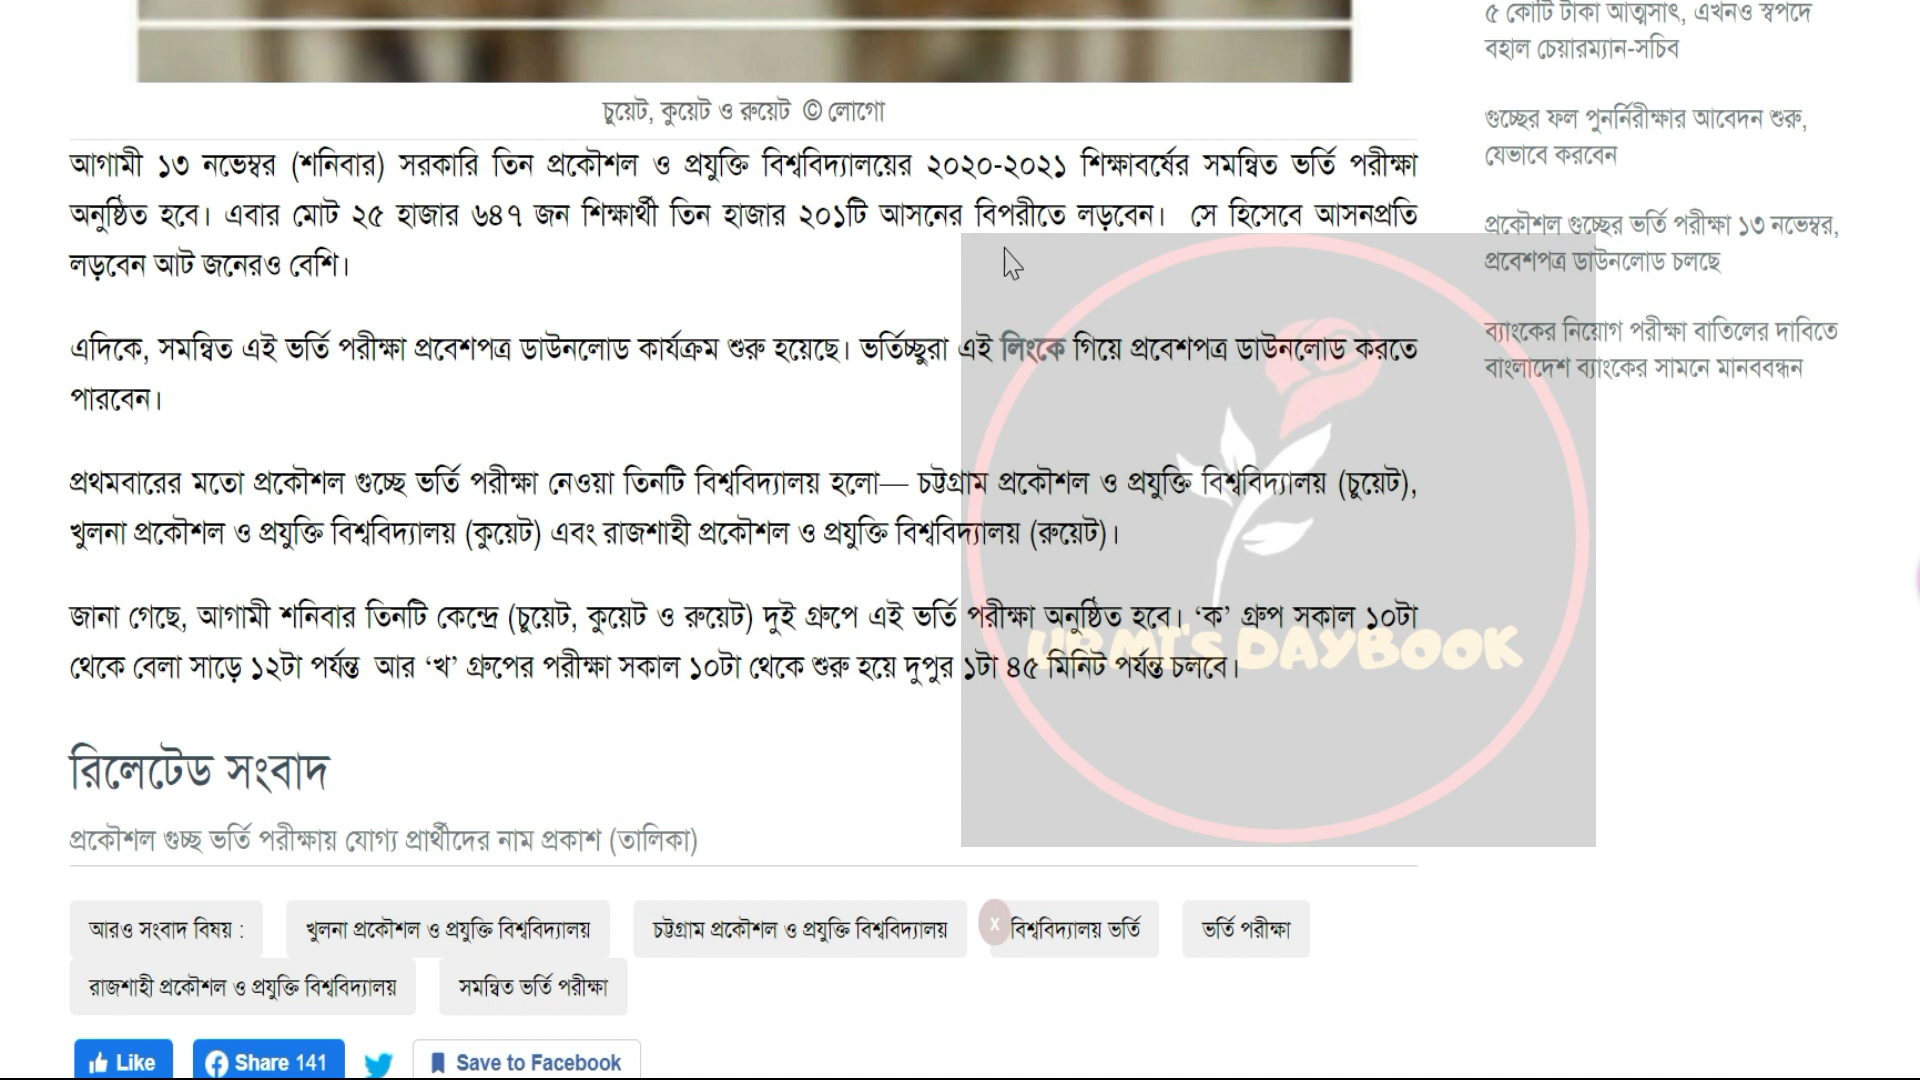 চুয়েট, কুয়েট ও রুয়েট © লোগো
আগামী ১৩ নভেম্বর (শনিবার) সরকারি তিন প্রকৌশল ও প্রযুক্তি বিশ্ববিদ্যালয়ের ২০২০-২০২১ শিক্ষাবর্ষের সমন্বিত ভর্তি পরীক্ষা
অনুষ্ঠিত হবে। এবার মোট ২৫ হাজার ৬৪৭ জন শিক্ষার্থী তিন হাজার ২০১টি আসনের বিপরীতে লড়বেন। সে হিসেবে আসনপ্রতি
লড়বেন আট জনেরও বেশি।
এদিকে, সমন্বিত এই ভর্তি পরীক্ষা প্রবেশপত্র ডাউনলোড কার্যক্রম শুরু হয়েছে। ভর্তিচ্ছুরা এই লিংকে গিয়ে প্রবেশপত্র ডাউনলোড করতে
পারবেন।
প্রথমবারের মতো প্রকৌশল গুচ্ছে ভর্তি পরীক্ষা নেওয়া তিনটি বিশ্ববিদ্যালয় হলো— চট্টগ্রাম প্রকৌশল ও প্রযুক্তি বিশ্ববিদ্যালয় (চুয়েট),
খুলনা প্রকৌশল ও প্রযুক্তি বিশ্ববিদ্যালয় (কুয়েট) এবং রাজশাহী প্রকৌশল ও প্রযুক্তি বিশ্ববিদ্যালয় (রুয়েট)।
জানা গেছে, আগামী শনিবার তিনটি কেন্দ্রে (চুয়েট, কুয়েট ও রুয়েট) দুই গ্রুপে এই ভর্তি পরীক্ষা অনুষ্ঠিত হবে। ‘ক’ গ্রুপ সকাল ১০টা
থেকে বেলা সাড়ে ১২টা পর্যন্ত আর ‘খ’ গ্রুপের পরীক্ষা সকাল ১০টা থেকে শুরু হয়ে দুপুর ১টা ৪৫ মিনিট পর্যন্ত চলবে।
URMI'S DAYBOOK
রিলেটেড সংবাদ
প্রকৌশল গুচ্ছ ভর্তি পরীক্ষায় যোগ্য প্রার্থীদের নাম প্রকাশ (তালিকা)
আরও সংবাদ বিষয় : খুলনা প্রকৌশল ও প্রযুক্তি বিশ্ববিদ্যালয় চট্টগ্রাম প্রকৌশল ও প্রযুক্তি বিশ্ববিদ্যালয় x বিশ্ববিদ্যালয় ভর্তি ভর্তি পরীক্ষা
রাজশাহী প্রকৌশল ও প্রযুক্তি বিশ্ববিদ্যালয় সমন্বিত ভর্তি পরীক্ষা
Like Share 141 Save to Facebook
৫ কোটি টাকা আত্মসাৎ, এখনও স্বপদে
বহাল চেয়ারম্যান-সচিব
গুচ্ছের ফল পুনর্নিরীক্ষার আবেদন শুরু,
যেভাবে করবেন
প্রকৌশল গুচ্ছের ভর্তি পরীক্ষা ১৩ নভেম্বর,
প্রবেশপত্র ডাউনলোড চলছে
ব্যাংকের নিয়োগ পরীক্ষা বাতিলের দাবিতে
বাংলাদেশ ব্যাংকের সামনে মানববন্ধন